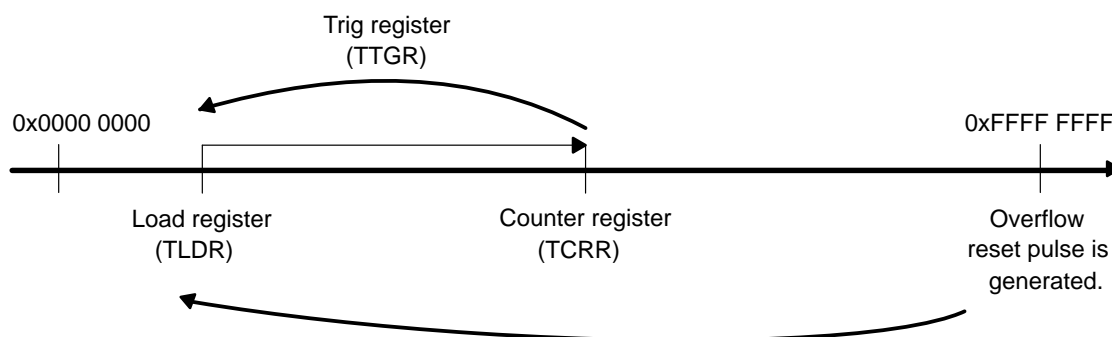 Trig register
(TTGR)
0x0000 0000
0xFFFF FFFF
Load register
(TLDR)
Counter register
(TCRR)
Overflow
reset pulse is
generated.